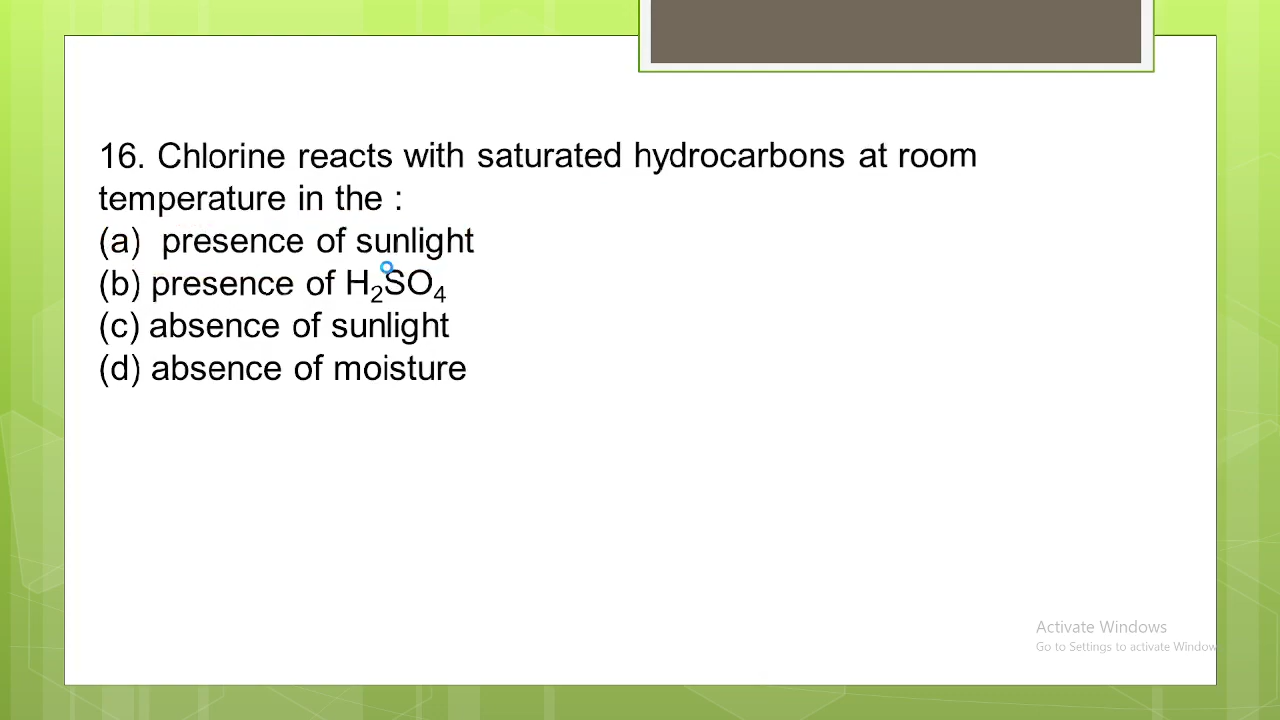 16. Chlorine reacts with saturated hydrocarbons at room
temperature in the :
(a) presence of sunlight
(b) presence of H₂SO₄
(c) absence of sunlight
(d) absence of moisture
Activate Windows
Go to Settings to activate Window